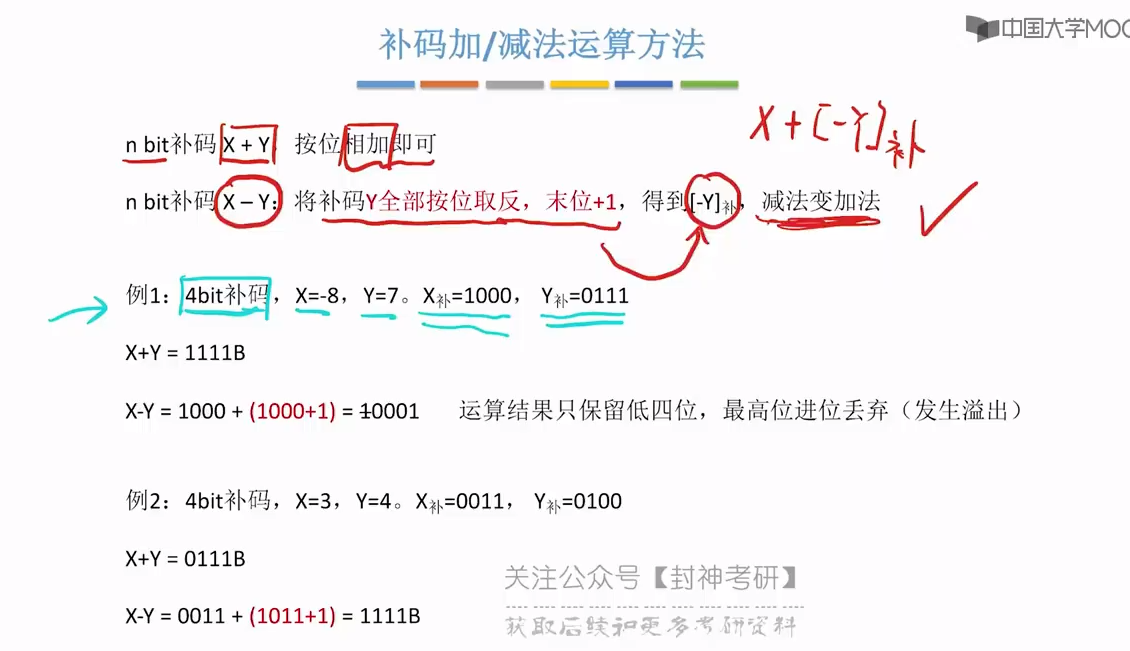 中国大学MOO
补码加/减法运算方法
X+[-Y]补
n bit补码 X + Y 按位相加即可
n bit补码 X – Y：将补码Y全部按位取反，末位+1，得到[-Y]补，减法变加法
例1：4bit补码，X=-8，Y=7。X补=1000， Y补=0111
X+Y = 1111B
X-Y = 1000 + (1000+1) = 10001 运算结果只保留低四位，最高位进位丢弃（发生溢出）
例2：4bit补码，X=3，Y=4。X补=0011， Y补=0100
X+Y = 0111B
X-Y = 0011 + (1011+1) = 1111B
关注公众号【封神考研】
获取后续和更多考研资料